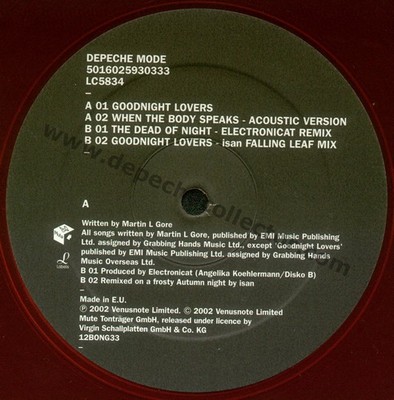 DEPECHE MODE
5016025930333
LC5834
–
A 01 GOODNIGHT LOVERS
A 02 WHEN THE BODY SPEAKS - ACOUSTIC VERSION
B 01 THE DEAD OF NIGHT - ELECTRONICAT REMIX
B 02 GOODNIGHT LOVERS - isan FALLING LEAF MIX
–
A
–
Written by Martin L Gore
All songs written by Martin L Gore, published by EMI Music Publishing
Ltd. assigned by Grabbing Hands Music Ltd., except 'Goodnight Lovers'
published by EMI Music Publishing Ltd. assigned by Grabbing Hands
Music Overseas Ltd.
B 01 Produced by Electronicat (Angelika Koehlermann/Disko B)
B 02 Remixed on a frosty Autumn night by isan
–
Made in E.U.
℗ 2002 Venusnote Limited. © 2002 Venusnote Limited
Mute Tonträger GmbH, released under licence by
Virgin Schallplatten GmbH & Co. KG
12BONG33